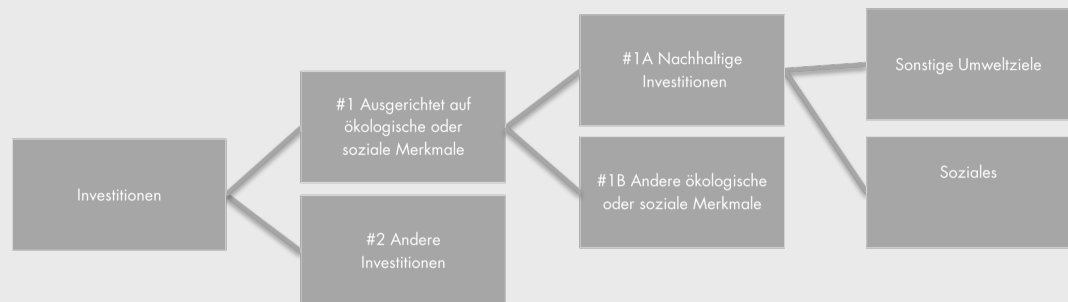 Investitionen
#1 Ausgerichtet auf
ökologische oder
soziale Merkmale
#2 Andere
Investitionen
#1A Nachhaltige
Investitionen
#1B Andere ökologische
oder soziale Merkmale
Sonstige Umweltziele
Soziales